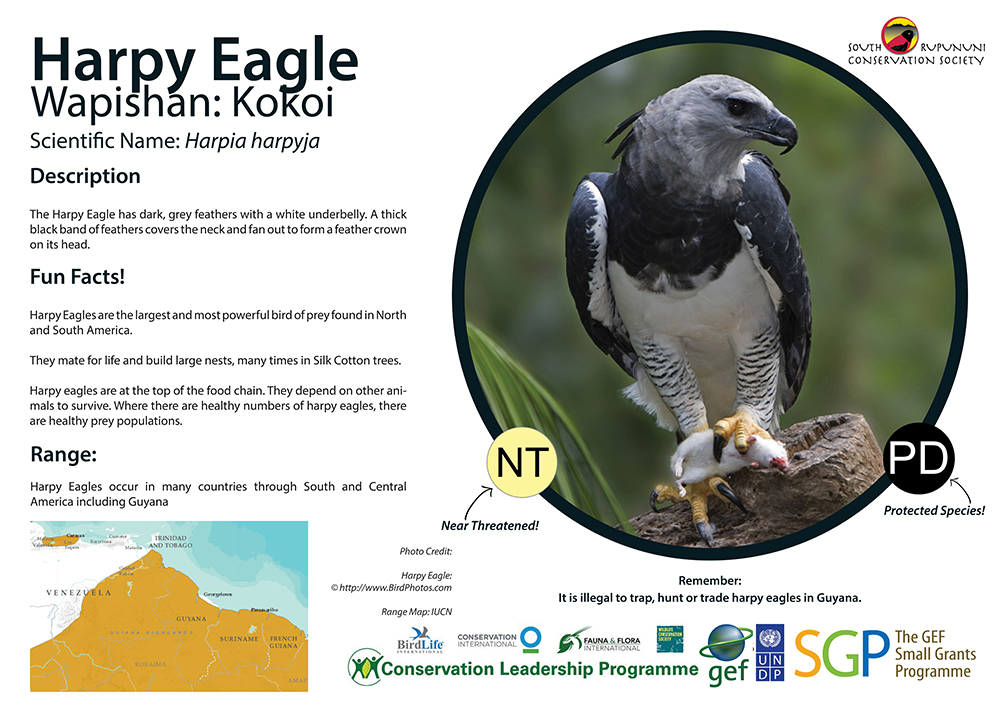 Harpy Eagle
Wapishan: Kokoi
Scientific Name: Harpia harpyja
Description
The Harpy Eagle has dark, grey feathers with a white underbelly. A thick
black band of feathers covers the neck and fan out to form a feather crown
on its head.
Fun Facts!
Harpy Eagles are the largest and most powerful bird of prey found in North
and South America.
They mate for life and build large nests, many times in Silk Cotton trees.
Harpy eagles are at the top of the food chain. They depend on other ani-
mals to survive. Where there are healthy numbers of harpy eagles, there
are healthy prey populations.
Range:
Harpy Eagles occur in many countries through South and Central
America including Guyana
Caracas
Barcelona
TRINIDAD
AND TOBAGO
VENEZUELA
Georgetown
Paramaribo
GUYANA
GUIANA HIGHLANDS
SURINAME
FRENCH
GUIANA
RORAIMA
Photo Credit:
Harpy Eagle:
© http://www.BirdPhotos.com
Range Map: IUCN
SOUTH RUPUNUNI
CONSERVATION SOCIETY
NT
Near Threatened!
PD
Protected Species!
Remember:
It is illegal to trap, hunt or trade harpy eagles in Guyana.
BirdLife
INTERNATIONAL
CONSERVATION
INTERNATIONAL
FAUNA & FLORA
INTERNATIONAL
WILDLIFE
CONSERVATION
SOCIETY
Conservation Leadership Programme
gef
U N
D P
SGP
The GEF
Small Grants
Programme